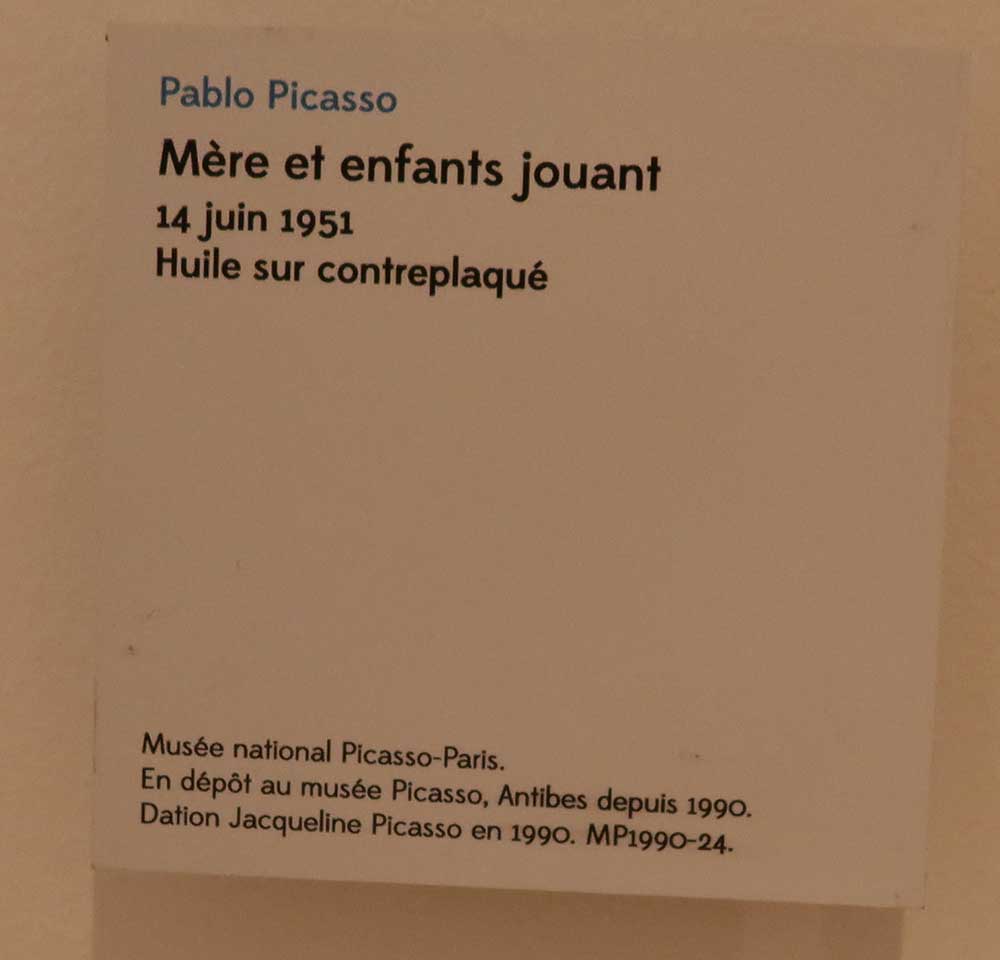 Pablo Picasso
Mère et enfants jouant
14 juin 1951
Huile sur contreplaqué
Musée national Picasso-Paris.
En dépôt au musée Picasso, Antibes depuis 1990.
Dation Jacqueline Picasso en 1990. MP1990-24.